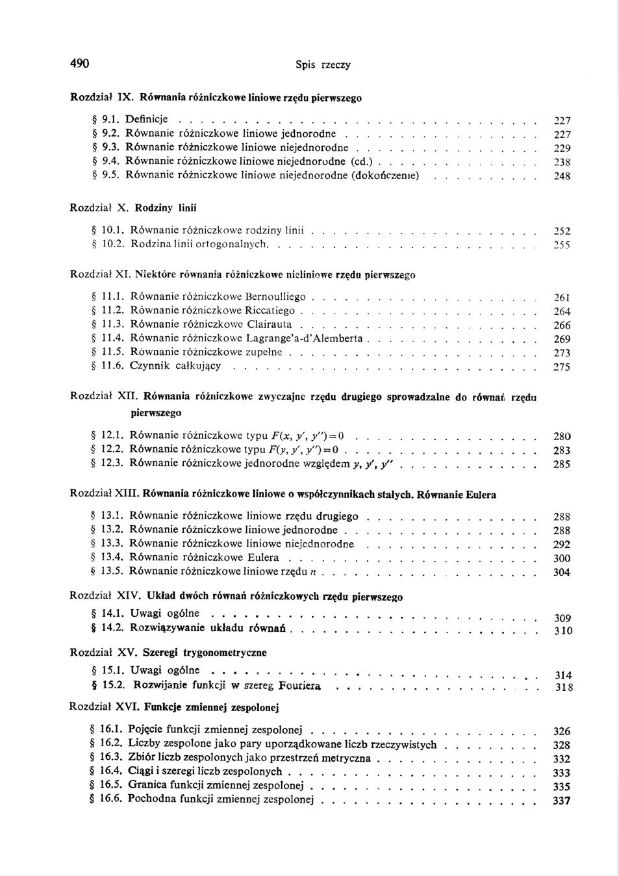 490 Spis rzeczy
Rozdział IX. Równania różniczkowe liniowe rzędu pierwszego
§ 9.1. Definicje . . . . . . . . . . . . . . . . . . . . . . . . . . 227
§ 9.2. Równanie różniczkowe liniowe jednorodne . . . . . . . . . . . . . . . . . . 227
§ 9.3. Równanie różniczkowe liniowe niejednorodne . . . . . . . . . . . . . . . . . 229
§ 9.4. Równanie różniczkowe liniowe niejednorodne (cd.) . . . . . . . . . . . . . . . 238
§ 9.5. Równanie różniczkowe liniowe niejednorodne (dokończenie) . . . . . . . . . . 248
Rozdział X. Rodziny linii
§ 10.1. Równanie różniczkowe rodziny linii . . . . . . . . . . . . . . . . . . . . . 252
§ 10.2. Rodzina linii ortogonalnych. . . . . . . . . . . . . . . . . . . . . . . . . 255
Rozdział XI. Niektóre równania różniczkowe nieliniowe rzędu pierwszego
§ 11.1. Równanie różniczkowe Bernoulliego . . . . . . . . . . . . . . . . . . . . . 261
§ 11.2. Równanie różniczkowe Riccatiego . . . . . . . . . . . . . . . . . . . . . . 264
§ 11.3. Równanie różniczkowe Clairauta . . . . . . . . . . . . . . . . . . . . . . 266
§ 11.4. Równanie różniczkowe Lagrange'a-d'Alemberta . . . . . . . . . . . . . . . . 269
§ 11.5. Równanie różniczkowe zupełne . . . . . . . . . . . . . . . . . . . . . . . 273
§ 11.6. Czynnik całkujący . . . . . . . . . . . . . . . . . . . . . . . . . . . . 275
Rozdział XII. Równania różniczkowe zwyczajne rzędu drugiego sprowadzalne do równań rzędu
pierwszego
§ 12.1. Równanie różniczkowe typu F(x, y′, y″)=0 . . . . . . . . . . . . . . . . . 280
§ 12.2. Równanie różniczkowe typu F(y, y′, y″)=0 . . . . . . . . . . . . . . . . . . 283
§ 12.3. Równanie różniczkowe jednorodne względem y, y′, y″ . . . . . . . . . . . . . 285
Rozdział XIII. Równania różniczkowe liniowe o współczynnikach stałych. Równanie Eulera
§ 13.1. Równanie różniczkowe liniowe rzędu drugiego . . . . . . . . . . . . . . . . 288
§ 13.2. Równanie różniczkowe liniowe jednorodne . . . . . . . . . . . . . . . . . . 288
§ 13.3. Równanie różniczkowe liniowe niejednorodne . . . . . . . . . . . . . . . . 292
§ 13.4. Równanie różniczkowe Eulera . . . . . . . . . . . . . . . . . . . . . . . 300
§ 13.5. Równanie różniczkowe liniowe rzędu n . . . . . . . . . . . . . . . . . . . . 304
Rozdział XIV. Układ dwóch równań różniczkowych rzędu pierwszego
§ 14.1. Uwagi ogólne . . . . . . . . . . . . . . . . . . . . . . . . . . . . . . 309
§ 14.2. Rozwiązywanie układu równań . . . . . . . . . . . . . . . . . . . . . . . 310
Rozdział XV. Szeregi trygonometryczne
§ 15.1. Uwagi ogólne . . . . . . . . . . . . . . . . . . . . . . . . . . . . . . 314
§ 15.2. Rozwijanie funkcji w szereg Fouriera . . . . . . . . . . . . . . . . . . . 318
Rozdział XVI. Funkcje zmiennej zespolonej
§ 16.1. Pojęcie funkcji zmiennej zespolonej . . . . . . . . . . . . . . . . . . . . . 326
§ 16.2. Liczby zespolone jako pary uporządkowane liczb rzeczywistych . . . . . . . . . 328
§ 16.3. Zbiór liczb zespolonych jako przestrzeń metryczna . . . . . . . . . . . . . . . 332
§ 16.4. Ciągi i szeregi liczb zespolonych . . . . . . . . . . . . . . . . . . . . . . . 333
§ 16.5. Granica funkcji zmiennej zespolonej . . . . . . . . . . . . . . . . . . . . . 335
§ 16.6. Pochodna funkcji zmiennej zespolonej . . . . . . . . . . . . . . . . . . . . 337